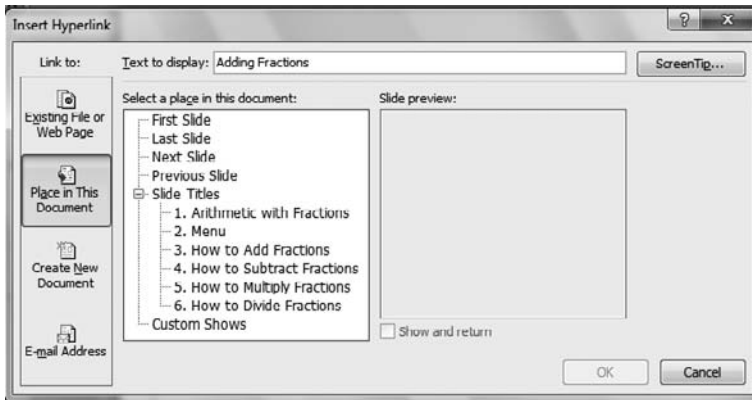 Insert Hyperlink
? x
Link to:
Text to display: Adding Fractions
ScreenTip...
Existing File or
Web Page
Place in This
Document
Create New
Document
E-mail Address
Select a place in this document:
First Slide
Last Slide
Next Slide
Previous Slide
Slide Titles
1. Arithmetic with Fractions
2. Menu
3. How to Add Fractions
4. How to Subtract Fractions
5. How to Multiply Fractions
6. How to Divide Fractions
Custom Shows
Slide preview:
Show and return
OK
Cancel